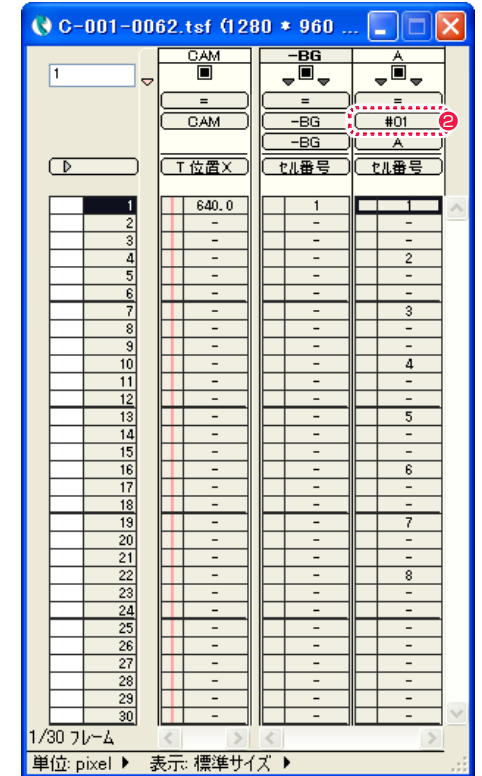 C-001-0062.tsf (1280 * 960 ...
CAM -BG A
1
= = =
CAM -BG #01 2
-BG A
T 位置X セル番号 セル番号
1 640.0 1 1
2 - - -
3 - - -
4 - - 2
5 - - -
6 - - -
7 - - 3
8 - - -
9 - - -
10 - - 4
11 - - -
12 - - -
13 - - 5
14 - - -
15 - - -
16 - - 6
17 - - -
18 - - -
19 - - 7
20 - - -
21 - - -
22 - - 8
23 - - -
24 - - -
25 - - -
26 - - -
27 - - -
28 - - -
29 - - -
30 - - -
1/30 フレーム
単位: pixel 表示: 標準サイズ